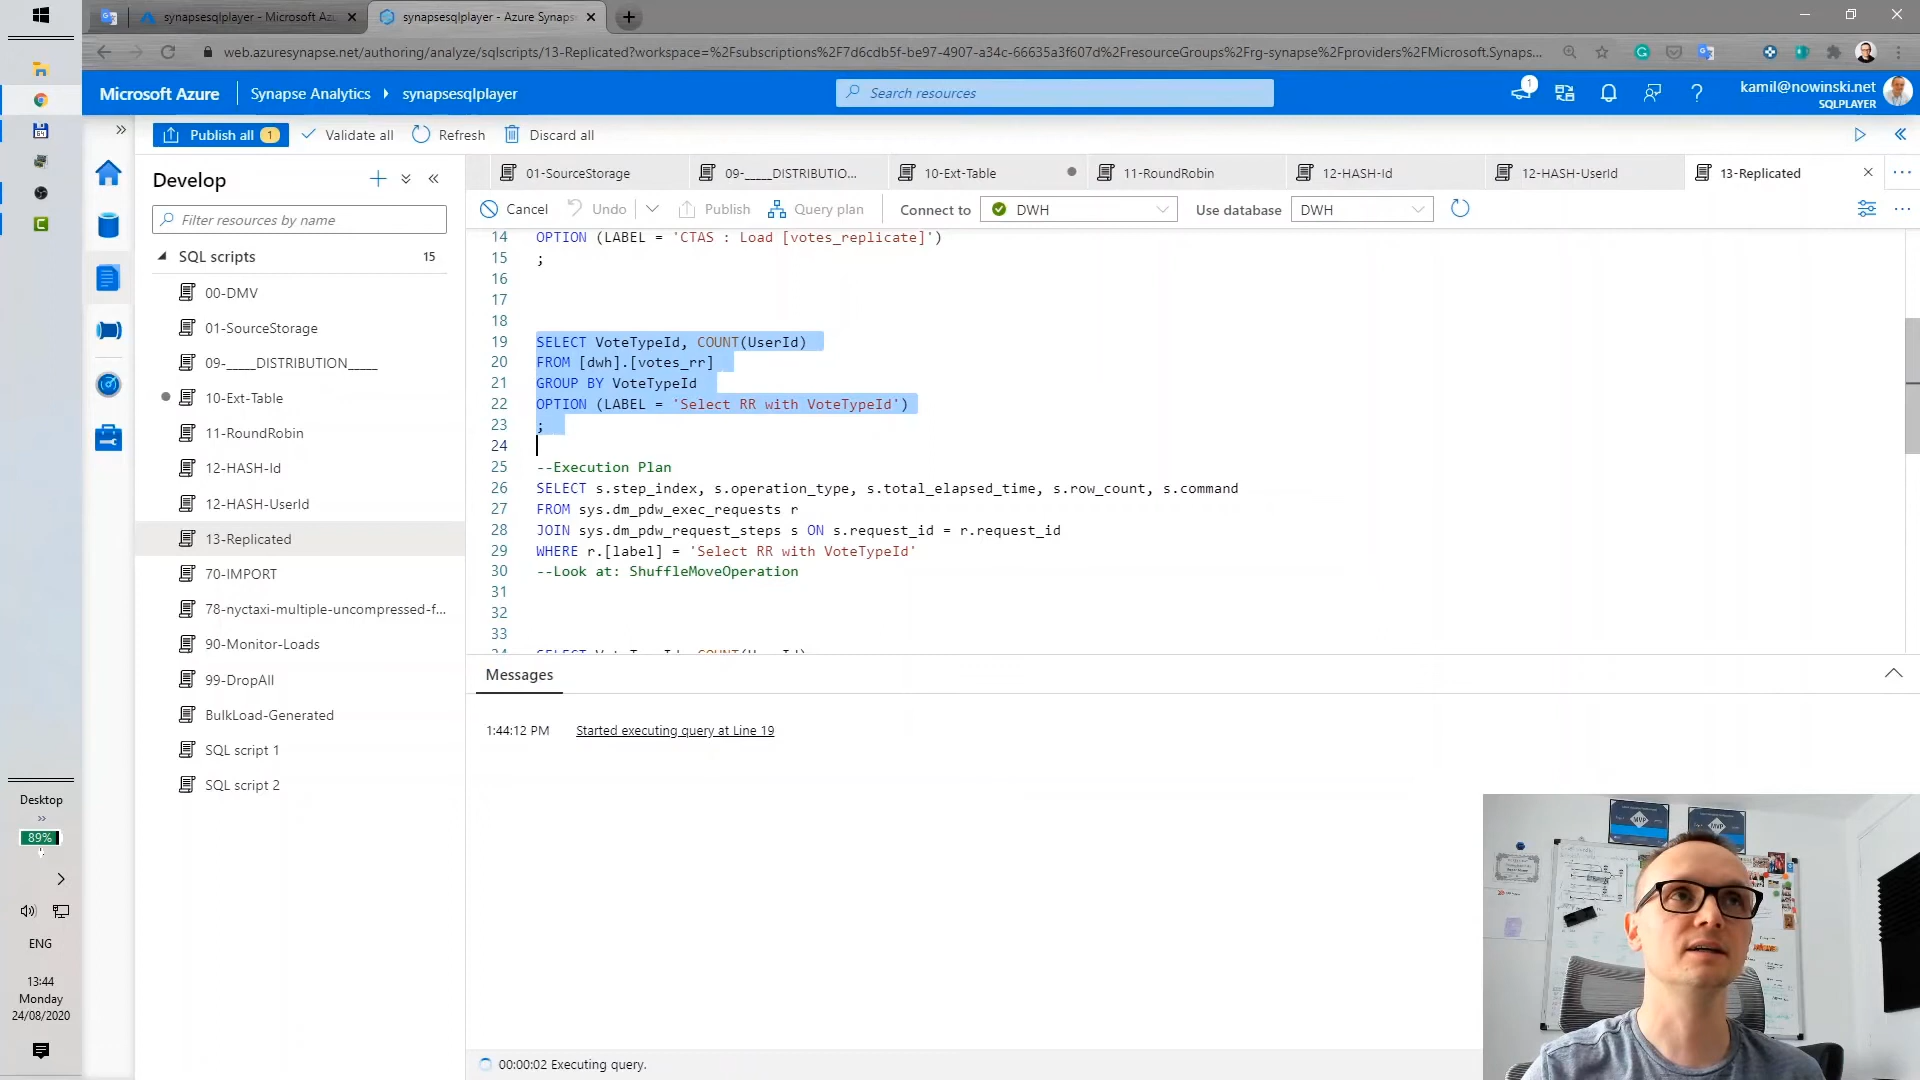 synapsesqlplayer - Microsoft Azu
synapsesqlplayer - Azure Synaps
web.azuresynapse.net/authoring/analyze/sqlscripts/13-Replicated?workspace=%2Fsubscriptions%2F7d6cdb5f-be97-4907-a34c-66635a3f607d%2FresourceGroups%2Frg-synapse%2Fproviders%2FMicrosoft.Synaps...
Microsoft Azure
Synapse Analytics
synapsesqlplayer
Search resources
1
kamil@nowinski.net
SQLPLAYER
Publish all 1
Validate all
Refresh
Discard all
Develop
Filter resources by name
SQL scripts 15
00-DMV
01-SourceStorage
09-_____DISTRIBUTION_____
10-Ext-Table
11-RoundRobin
12-HASH-Id
12-HASH-UserId
13-Replicated
70-IMPORT
78-nyctaxi-multiple-uncompressed-f...
90-Monitor-Loads
99-DropAll
BulkLoad-Generated
SQL script 1
SQL script 2
01-SourceStorage
09-_____DISTRIBUTIO...
10-Ext-Table
11-RoundRobin
12-HASH-Id
12-HASH-UserId
13-Replicated
Cancel
Undo
Publish
Query plan
Connect to
DWH
Use database
DWH
14 OPTION (LABEL = 'CTAS : Load [votes_replicate]')
15 ;
16
17
18
19 SELECT VoteTypeId, COUNT(UserId)
20 FROM [dwh].[votes_rr]
21 GROUP BY VoteTypeId
22 OPTION (LABEL = 'Select RR with VoteTypeId')
23 ;
24
25 --Execution Plan
26 SELECT s.step_index, s.operation_type, s.total_elapsed_time, s.row_count, s.command
27 FROM sys.dm_pdw_exec_requests r
28 JOIN sys.dm_pdw_request_steps s ON s.request_id = r.request_id
29 WHERE r.[label] = 'Select RR with VoteTypeId'
30 --Look at: ShuffleMoveOperation
31
32
33
34 SELECT VoteTypeId, COUNT(UserId)
Messages
1:44:12 PM Started executing query at Line 19
00:00:02 Executing query.
Desktop
89%
ENG
13:44
Monday
24/08/2020
MVP
MVP